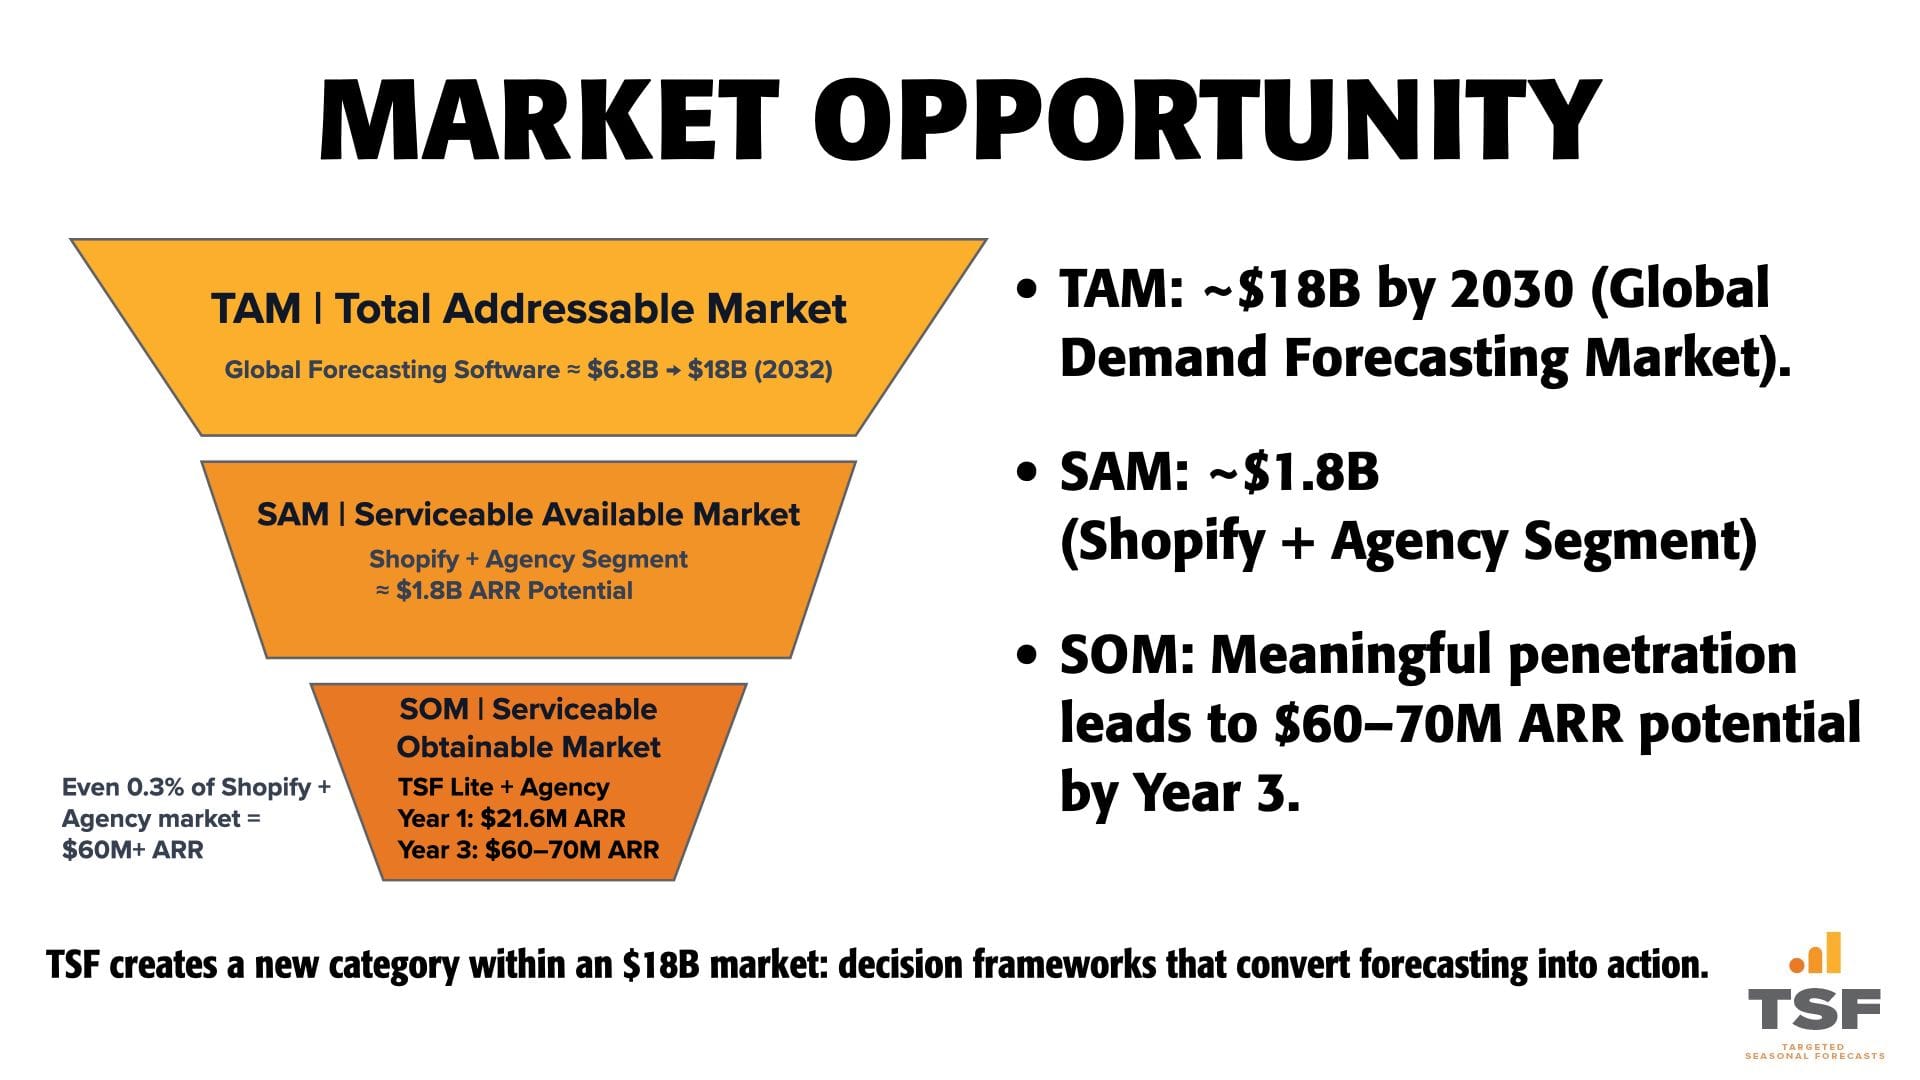 MARKET OPPORTUNITY
TAM | Total Addressable Market
Global Forecasting Software ≈ $6.8B → $18B (2032)
SAM | Serviceable Available Market
Shopify + Agency Segment
≈ $1.8B ARR Potential
SOM | Serviceable
Obtainable Market
TSF Lite + Agency
Year 1: $21.6M ARR
Year 3: $60–70M ARR
Even 0.3% of Shopify +
Agency market =
$60M+ ARR
• TAM: ~$18B by 2030 (Global
Demand Forecasting Market).
• SAM: ~$1.8B
(Shopify + Agency Segment)
• SOM: Meaningful penetration
leads to $60–70M ARR potential
by Year 3.
TSF creates a new category within an $18B market: decision frameworks that convert forecasting into action.
TSF
TARGETED
SEASONAL FORECASTS